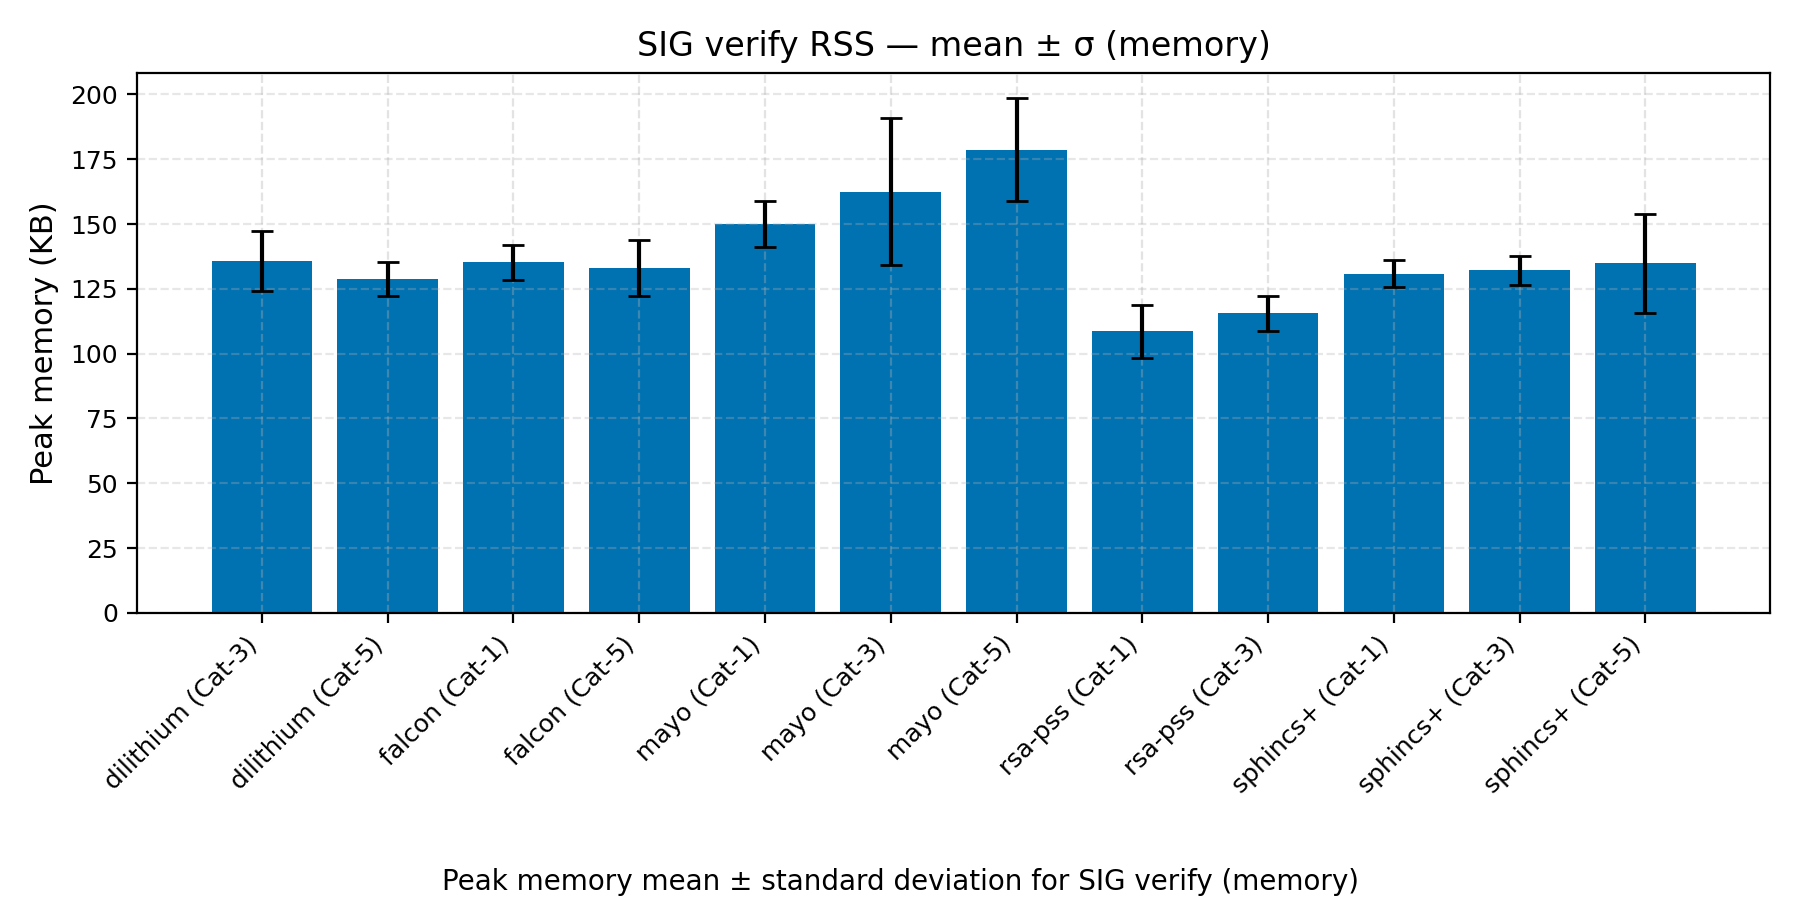 SIG verify RSS — mean ± σ (memory)
Peak memory (KB)
200
175
150
125
100
75
50
25
0
dilithium (Cat-3)
dilithium (Cat-5)
falcon (Cat-1)
falcon (Cat-5)
mayo (Cat-1)
mayo (Cat-3)
mayo (Cat-5)
rsa-pss (Cat-1)
rsa-pss (Cat-3)
sphincs+ (Cat-1)
sphincs+ (Cat-3)
sphincs+ (Cat-5)
Peak memory mean ± standard deviation for SIG verify (memory)